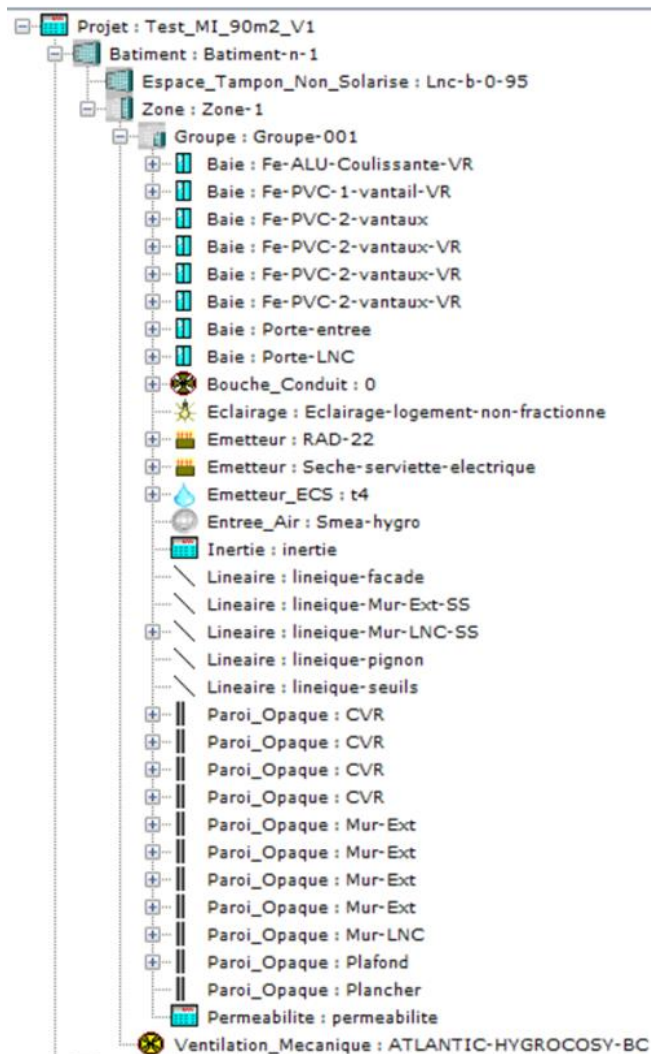 Projet : Test_MI_90m2_V1
Batiment : Batiment-n-1
Espace_Tampon_Non_Solarise : Lnc-b-0-95
Zone : Zone-1
Groupe : Groupe-001
Baie : Fe-ALU-Coulissante-VR
Baie : Fe-PVC-1-vantail-VR
Baie : Fe-PVC-2-vantaux
Baie : Fe-PVC-2-vantaux-VR
Baie : Fe-PVC-2-vantaux-VR
Baie : Fe-PVC-2-vantaux-VR
Baie : Porte-entree
Baie : Porte-LNC
Bouche_Conduit : 0
Eclairage : Eclairage-logement-non-fractionne
Emetteur : RAD-22
Emetteur : Seche-serviette-electrique
Emetteur_ECS : t4
Entree_Air : Smea-hygro
Inertie : inertie
Lineaire : lineique-facade
Lineaire : lineique-Mur-Ext-SS
Lineaire : lineique-Mur-LNC-SS
Lineaire : lineique-pignon
Lineaire : lineique-seuils
Paroi_Opaque : CVR
Paroi_Opaque : CVR
Paroi_Opaque : CVR
Paroi_Opaque : CVR
Paroi_Opaque : Mur-Ext
Paroi_Opaque : Mur-Ext
Paroi_Opaque : Mur-Ext
Paroi_Opaque : Mur-Ext
Paroi_Opaque : Mur-LNC
Paroi_Opaque : Plafond
Paroi_Opaque : Plancher
Permeabilite : permeabilite
Ventilation_Mecanique : ATLANTIC-HYGROCOSY-BC